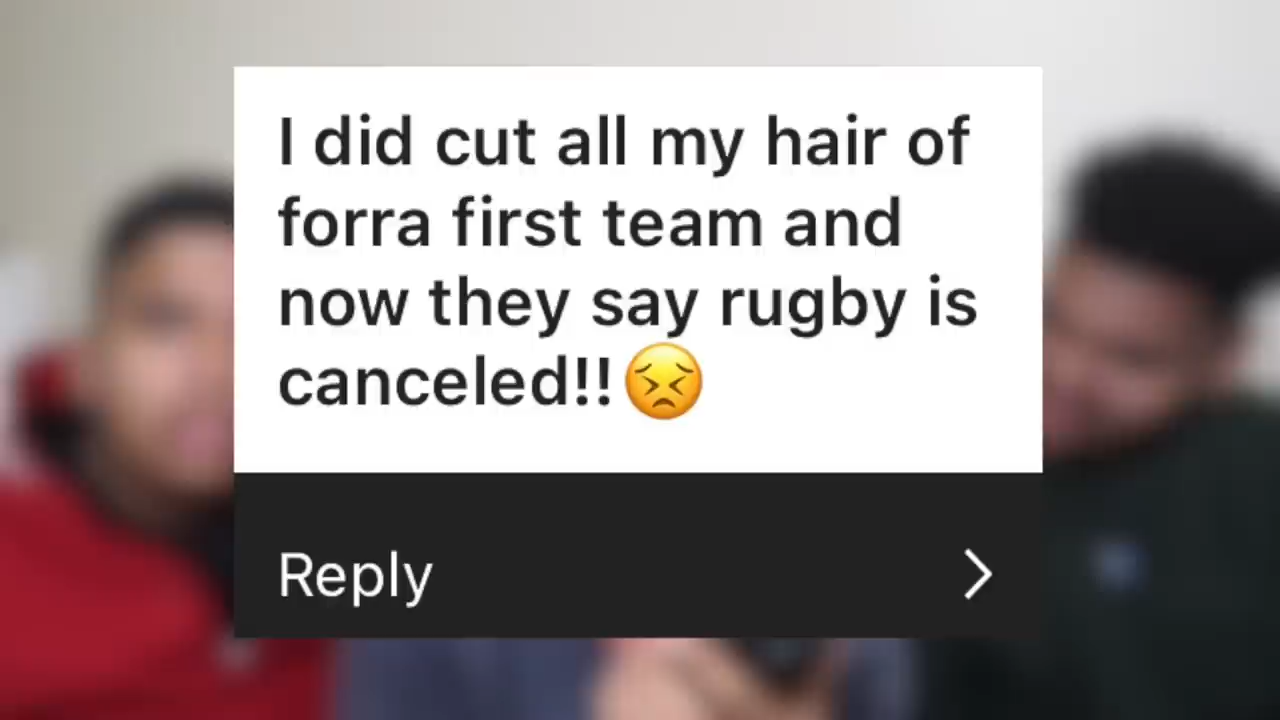 I did cut all my hair of
forra first team and
now they say rugby is
canceled!!😣
Reply